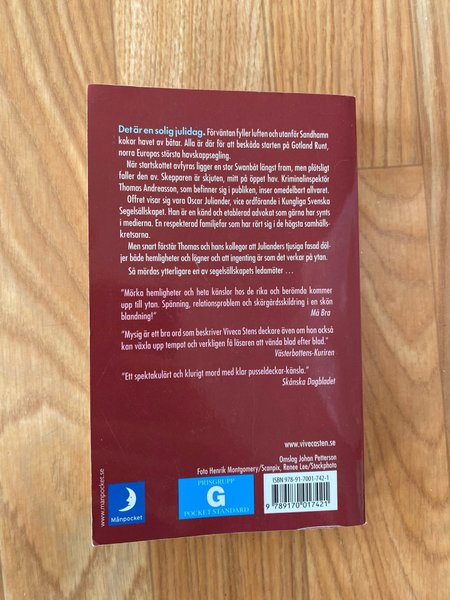 Det är en solig julidag. Förväntan fyller luften och utanför Sandhamn
kokar havet av båtar. Alla är där för att beskåda starten på Gotland Runt,
norra Europas största havskappsegling.
När startskottet avfyras ligger en stor Swanbåt längst fram, men plötsligt
faller den av. Skepparen är skjuten, mitt på öppet hav. Kriminalinspektör
Thomas Andreasson, som befinner sig i publiken, inser omedelbart allvaret.
Offret visar sig vara Oscar Juliander, vice ordförande i Kungliga Svenska
Segelsällskapet. Han är en känd och etablerad advokat som gärna har synts
i medierna. En respekterad familjefar som har rört sig i de högsta samhälls-
kretsarna.
Men snart förstår Thomas och hans kollegor att Julianders tjusiga fasad döl-
jer både hemligheter och lögner och att ingenting är som det verkar på ytan.
Så mördas ytterligare en av segelsällskapets ledamöter ...
"Mörka hemligheter och heta känslor hos de rika och berömda kommer
upp till ytan. Spänning, relationsproblem och skärgårdsskildring i en skön
blandning!"
Må Bra
"Mysig är ett bra ord som beskriver Viveca Stens deckare även om hon också
kan växla upp tempot och verkligen få läsaren att vända blad efter blad."
Västerbottens-Kuriren
"Ett spektakulärt och klurigt mord med klar pusseldeckar-känsla."
Skånska Dagbladet
www.vivecasten.se
Omslag Johan Petterson
Foto Henrik Montgomery/Scanpix, Renee Lee/Stockphoto
www.manpocket.se
Månpocket
PRISGRUPP
G
POCKET STANDARD
ISBN 978-91-7001-742-1
9 789170 017421